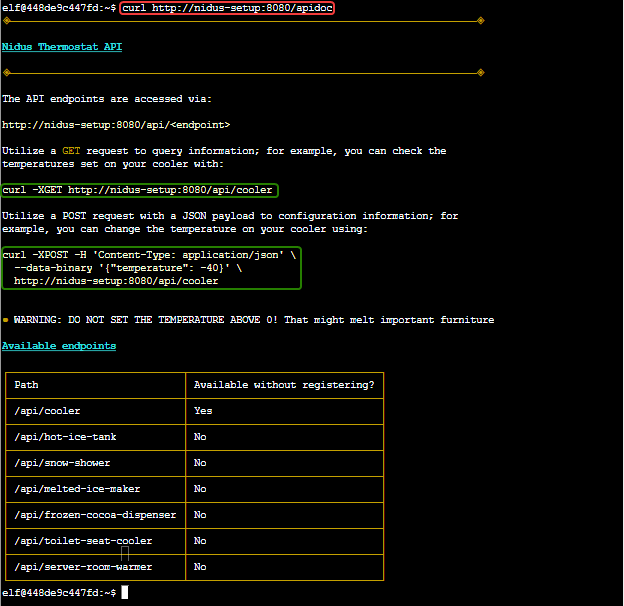 elf@448de9c447fd:~$ curl http://nidus-setup:8080/apidoc
Nidus Thermostat API
The API endpoints are accessed via:
http://nidus-setup:8080/api/<endpoint>
Utilize a GET request to query information; for example, you can check the
temperatures set on your cooler with:
curl -XGET http://nidus-setup:8080/api/cooler
Utilize a POST request with a JSON payload to configuration information; for
example, you can change the temperature on your cooler using:
curl -XPOST -H 'Content-Type: application/json' \
--data-binary '{"temperature": -40}' \
http://nidus-setup:8080/api/cooler
● WARNING: DO NOT SET THE TEMPERATURE ABOVE 0! That might melt important furniture
Available endpoints
Path Available without registering?
/api/cooler Yes
/api/hot-ice-tank No
/api/snow-shower No
/api/melted-ice-maker No
/api/frozen-cocoa-dispenser No
/api/toilet-seat-cooler No
/api/server-room-warmer No
elf@448de9c447fd:~$